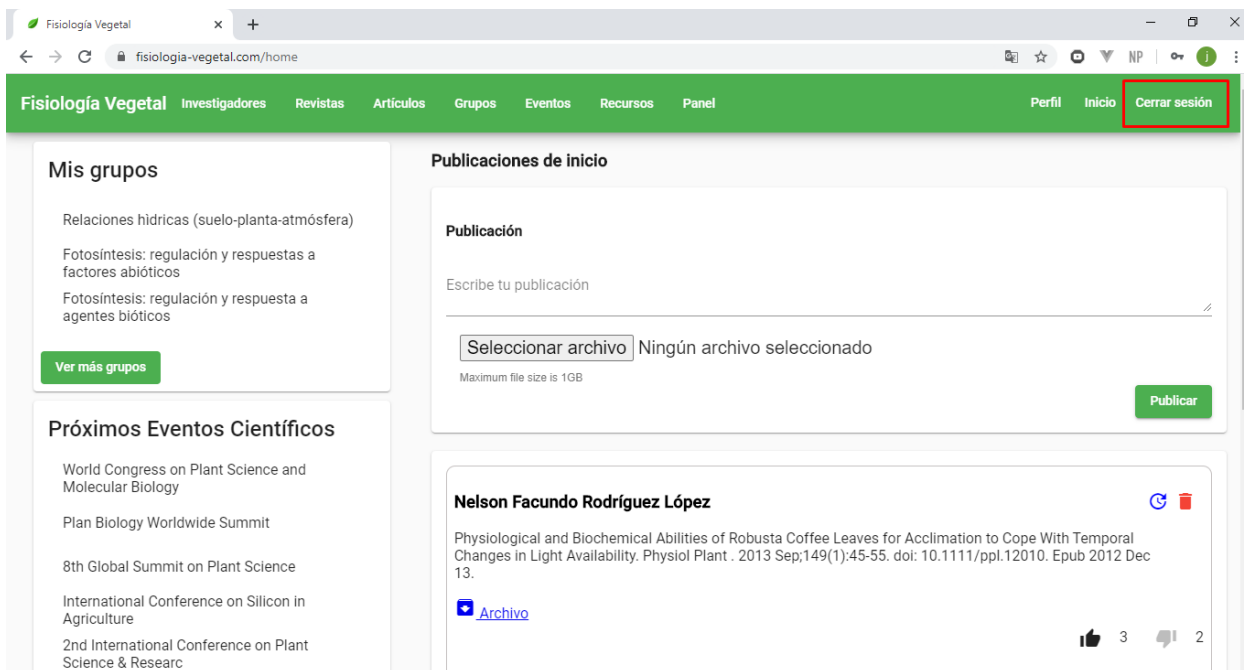 Fisiología Vegetal
fisiologia-vegetal.com/home
NP
j
Fisiología Vegetal Investigadores Revistas Artículos Grupos Eventos Recursos Panel Perfil Inicio Cerrar sesión
Mis grupos
Relaciones hìdricas (suelo-planta-atmósfera)
Fotosíntesis: regulación y respuestas a
factores abióticos
Fotosíntesis: regulación y respuesta a
agentes bióticos
Ver más grupos
Próximos Eventos Científicos
World Congress on Plant Science and
Molecular Biology
Plan Biology Worldwide Summit
8th Global Summit on Plant Science
International Conference on Silicon in
Agriculture
2nd International Conference on Plant
Science & Researc
Publicaciones de inicio
Publicación
Escribe tu publicación
Seleccionar archivo Ningún archivo seleccionado
Maximum file size is 1GB
Publicar
Nelson Facundo Rodríguez López
Physiological and Biochemical Abilities of Robusta Coffee Leaves for Acclimation to Cope With Temporal
Changes in Light Availability. Physiol Plant . 2013 Sep;149(1):45-55. doi: 10.1111/ppl.12010. Epub 2012 Dec
13.
Archivo
3 2